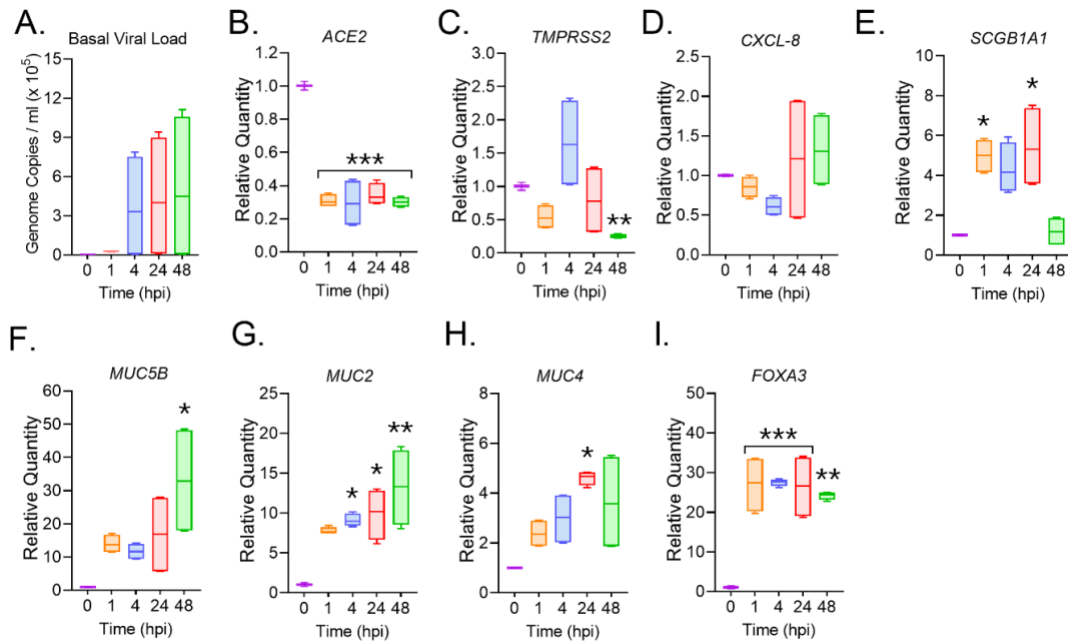 A.
Basal Viral Load
Genome Copies / ml (x 10⁵)
15
12
9
6
3
0
0 1 4 24 48
Time (hpi)
B.
ACE2
Relative Quantity
1.2
1.0
0.8
0.6
0.4
0.2
0.0
***
0 1 4 24 48
Time (hpi)
C.
TMPRSS2
Relative Quantity
3.0
2.5
2.0
1.5
1.0
0.5
0.0
**
0 1 4 24 48
Time (hpi)
D.
CXCL-8
Relative Quantity
2.5
2.0
1.5
1.0
0.5
0.0
0 1 4 24 48
Time (hpi)
E.
SCGB1A1
Relative Quantity
10
8
6
4
2
0
*
*
0 1 4 24 48
Time (hpi)
F.
MUC5B
Relative Quantity
60
50
40
30
20
10
0
*
0 1 4 24 48
Time (hpi)
G.
MUC2
Relative Quantity
25
20
15
10
5
0
*
*
**
0 1 4 24 48
Time (hpi)
H.
MUC4
Relative Quantity
8
6
4
2
0
*
0 1 4 24 48
Time (hpi)
I.
FOXA3
Relative Quantity
50
40
30
20
10
0
***
**
0 1 4 24 48
Time (hpi)